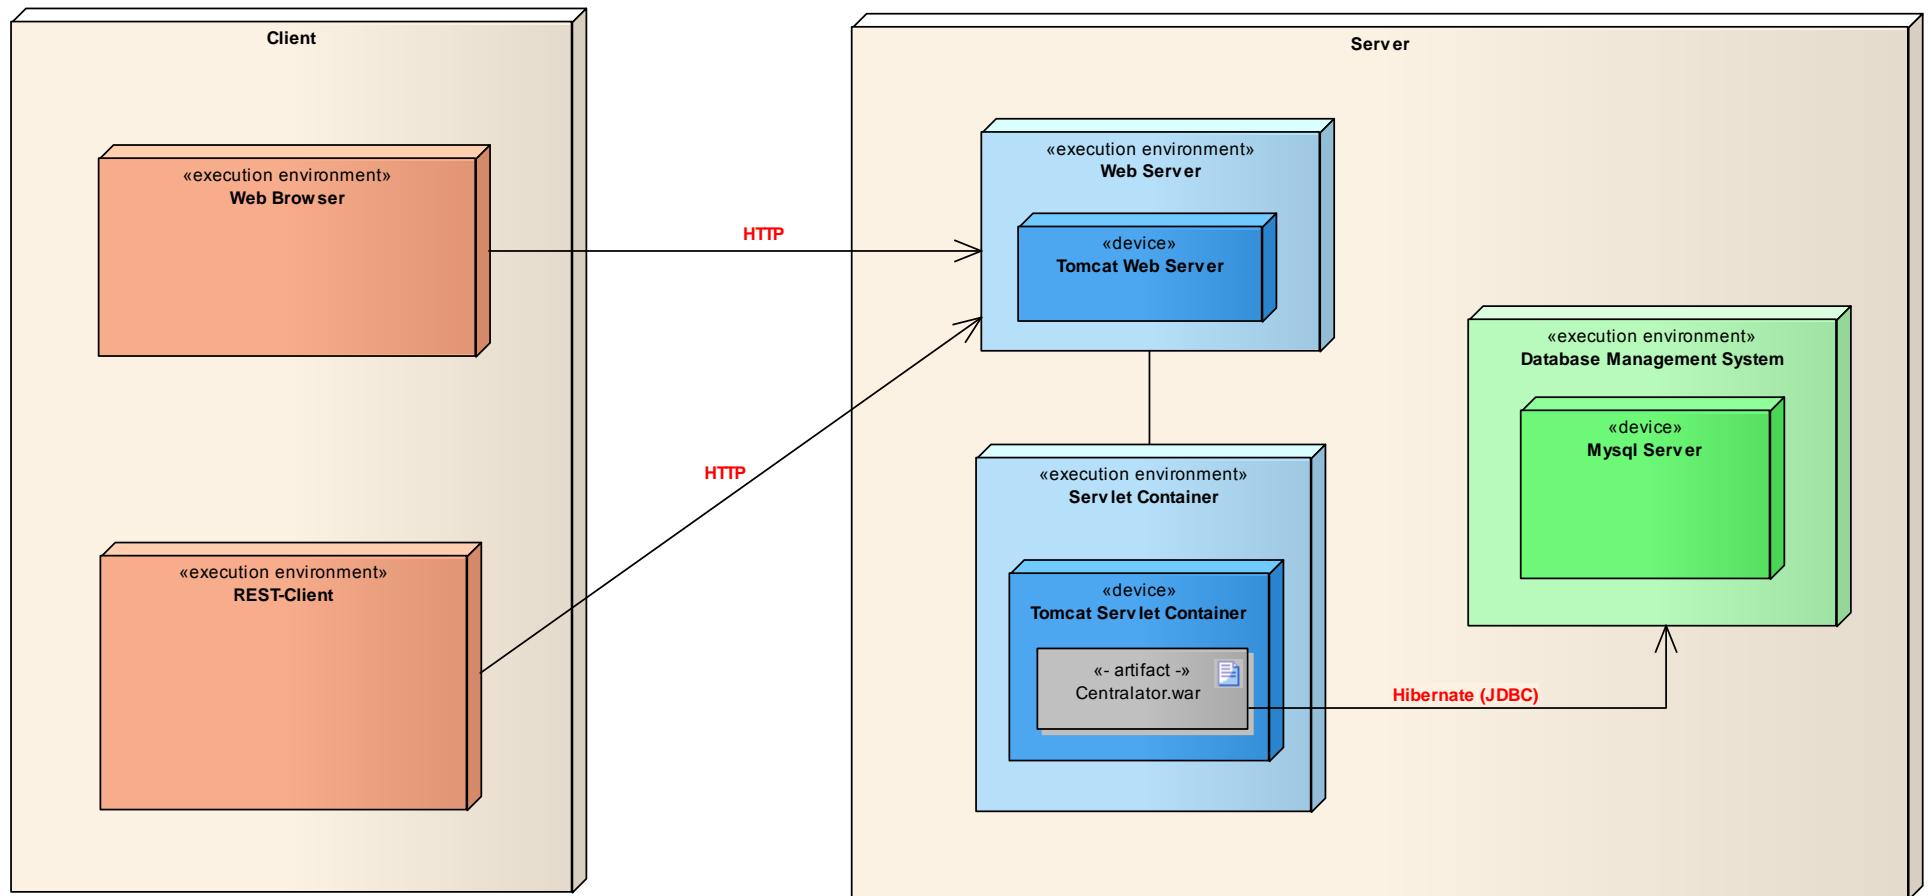 Client
«execution environment»
Web Browser
«execution environment»
REST-Client
HTTP
HTTP
Server
«execution environment»
Web Server
«device»
Tomcat Web Server
«execution environment»
Servlet Container
«device»
Tomcat Servlet Container
«- artifact -»
Centralator.war
Hibernate (JDBC)
«execution environment»
Database Management System
«device»
Mysql Server